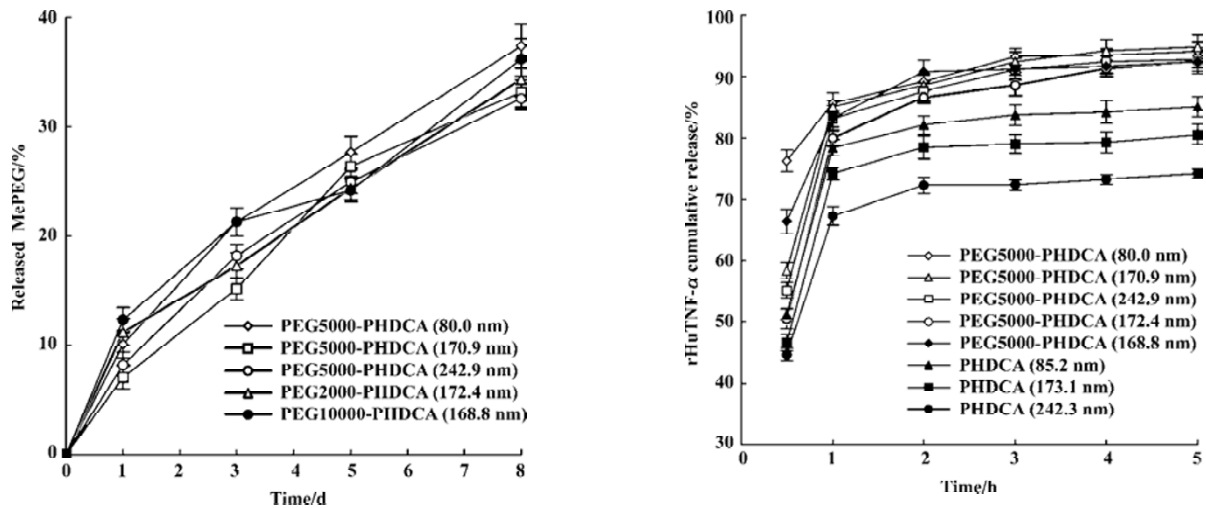 40
30
20
10
0
Released MePEG/%
PEG5000-PHDCA (80.0 nm)
PEG5000-PHDCA (170.9 nm)
PEG5000-PHDCA (242.9 nm)
PEG2000-PHDCA (172.4 nm)
PEG10000-PHDCA (168.8 nm)
0 1 2 3 4 5 6 7 8
Time/d
100
90
80
70
60
50
40
30
rHuTNF-α cumulative release/%
PEG5000-PHDCA (80.0 nm)
PEG5000-PHDCA (170.9 nm)
PEG5000-PHDCA (242.9 nm)
PEG5000-PHDCA (172.4 nm)
PEG5000-PHDCA (168.8 nm)
PHDCA (85.2 nm)
PHDCA (173.1 nm)
PHDCA (242.3 nm)
0 1 2 3 4 5
Time/h